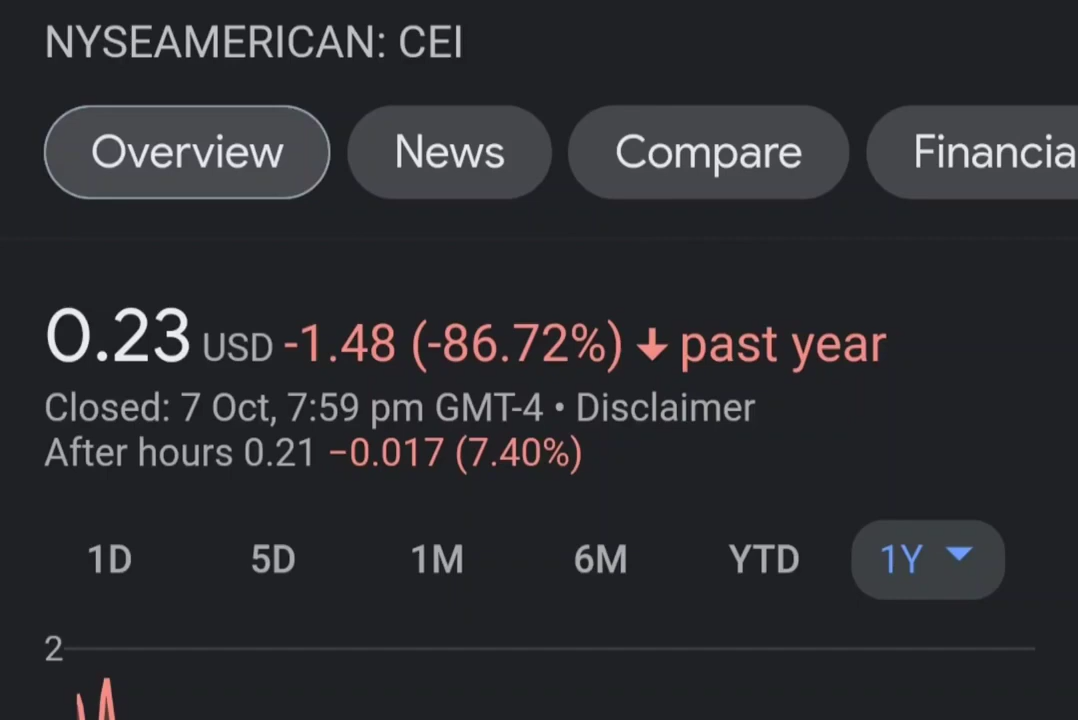 NYSEAMERICAN: CEI
Overview News Compare Financia
0.23 USD -1.48 (-86.72%) ↓ past year
Closed: 7 Oct, 7:59 pm GMT-4 • Disclaimer
After hours 0.21 −0.017 (7.40%)
1D 5D 1M 6M YTD 1Y
2